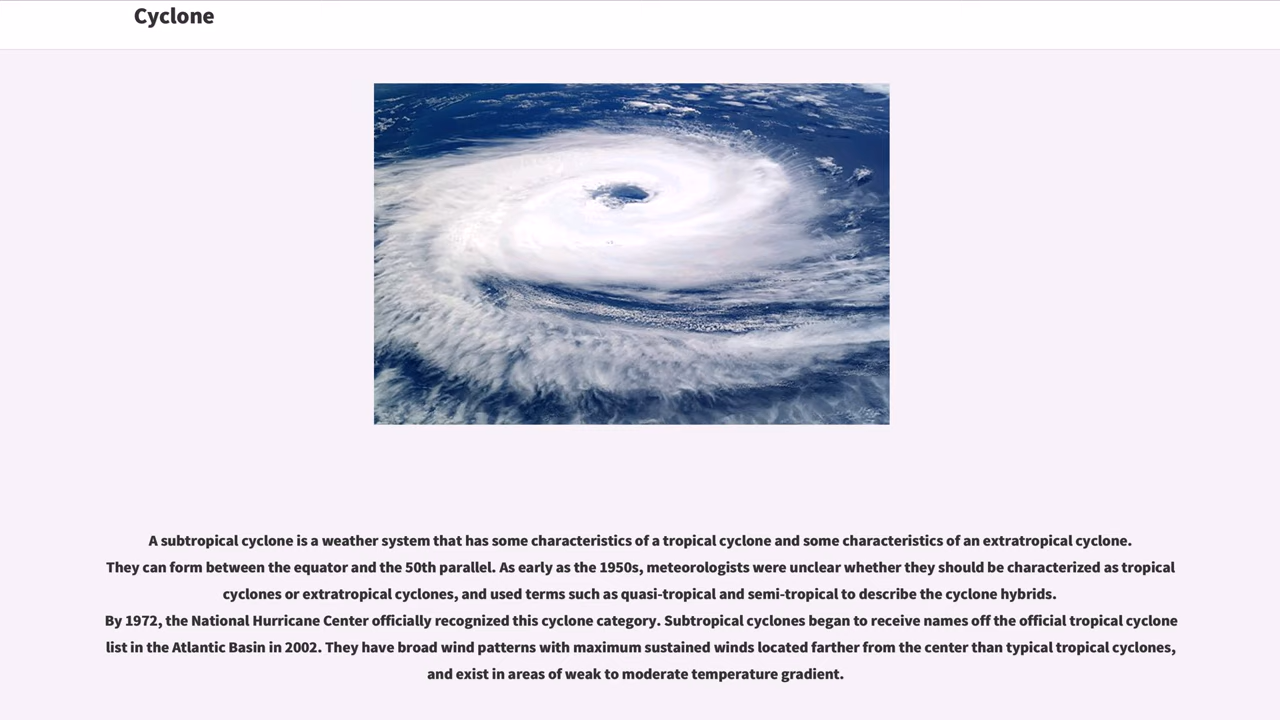 Cyclone
A subtropical cyclone is a weather system that has some characteristics of a tropical cyclone and some characteristics of an extratropical cyclone.
They can form between the equator and the 50th parallel. As early as the 1950s, meteorologists were unclear whether they should be characterized as tropical
cyclones or extratropical cyclones, and used terms such as quasi-tropical and semi-tropical to describe the cyclone hybrids.
By 1972, the National Hurricane Center officially recognized this cyclone category. Subtropical cyclones began to receive names off the official tropical cyclone
list in the Atlantic Basin in 2002. They have broad wind patterns with maximum sustained winds located farther from the center than typical tropical cyclones,
and exist in areas of weak to moderate temperature gradient.